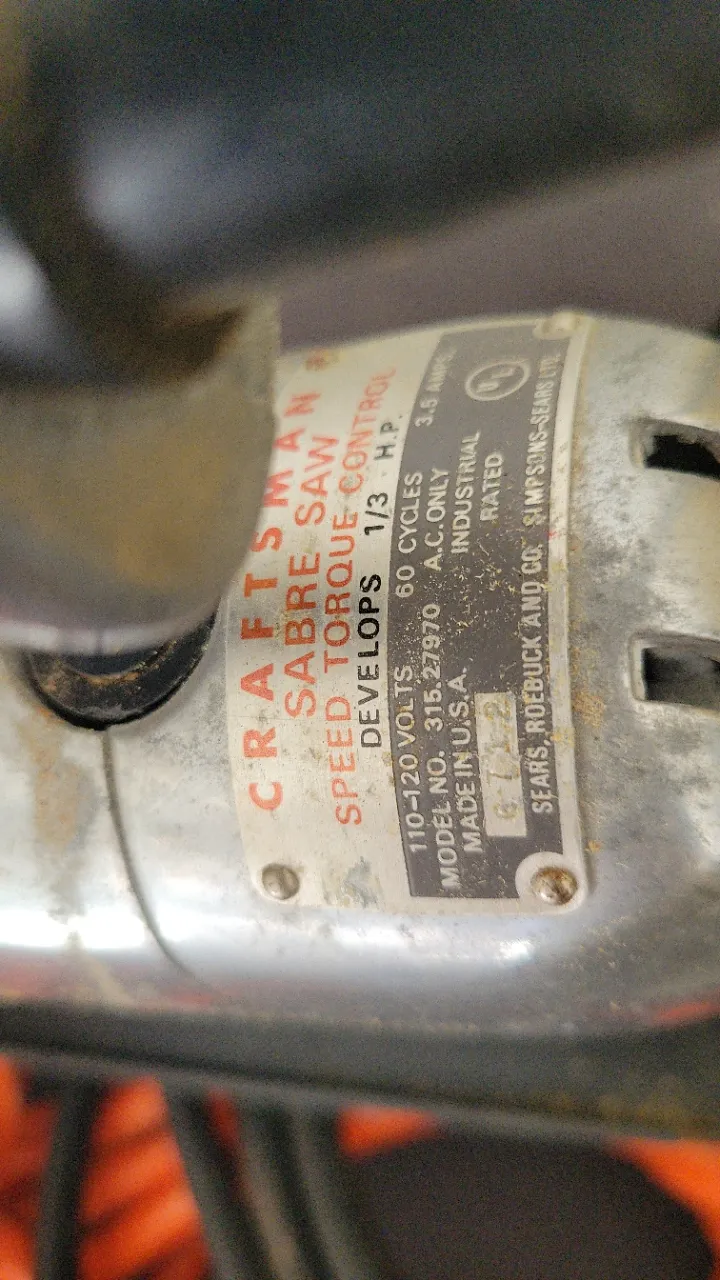 CRAFTSMAN
SABRE SAW
SPEED TORQUE CONTROL
DEVELOPS 1/3 H.P.
110-120 VOLTS 60 CYCLES 3.5 AMPS.
MODEL NO. 315.27970 A.C. ONLY
MADE IN U.S.A. INDUSTRIAL
RATED
UL
SEARS, ROEBUCK AND CO. SIMPSONS-SEARS LTD.